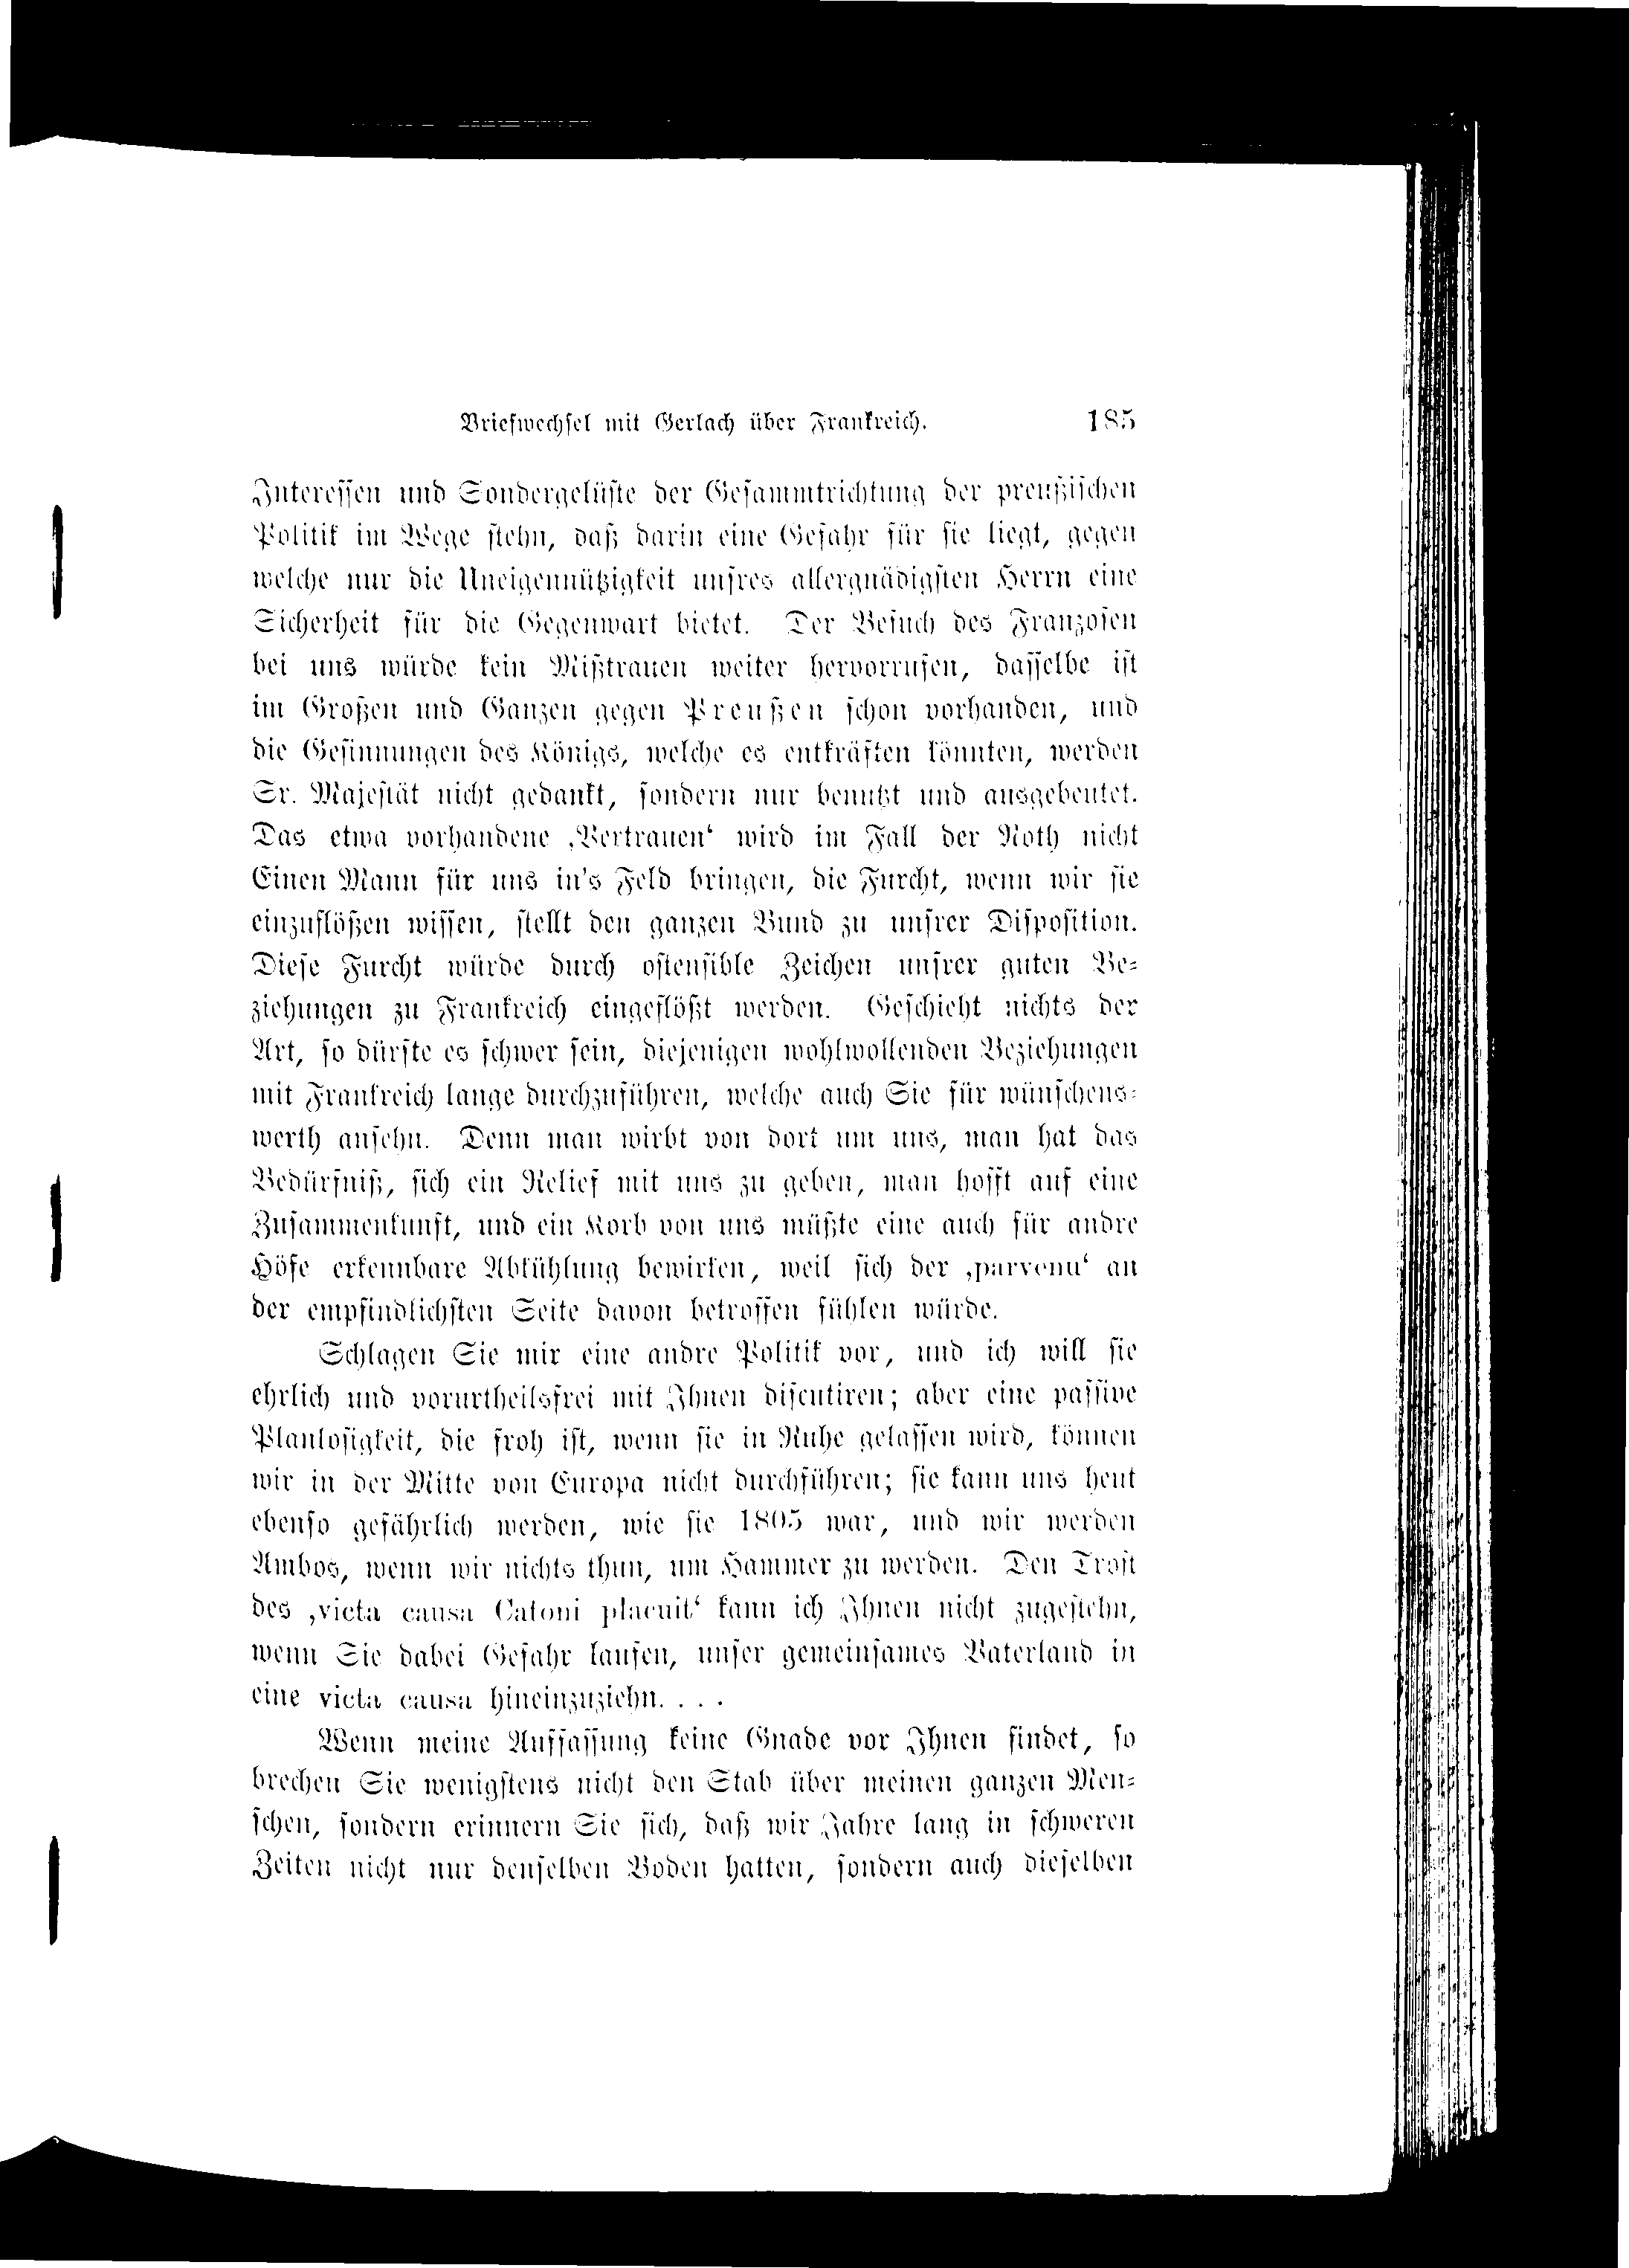 Briefwechsel mit Gerlach über Frankreich. 185
Interessen und Sondergelüste der Gesammtrichtung der preußischen
Politik im Wege stehn, daß darin eine Gefahr für sie liegt, gegen
welche nur die Uneigennützigkeit unsres allergnädigsten Herrn eine
Sicherheit für die Gegenwart bietet. Der Besuch des Franzosen
bei uns würde kein Mißtrauen weiter hervorrufen, dasselbe ist
im Großen und Ganzen gegen Preußen schon vorhanden, und
die Gesinnungen des Königs, welche es entkräften könnten, werden
Sr. Majestät nicht gedankt, sondern nur benutzt und ausgebeutet.
Das etwa vorhandene ‚Vertrauen‘ wird im Fall der Noth nicht
Einen Mann für uns in's Feld bringen, die Furcht, wenn wir sie
einzuflößen wissen, stellt den ganzen Bund zu unsrer Disposition.
Diese Furcht würde durch ostensible Zeichen unsrer guten Be-
ziehungen zu Frankreich eingeflößt werden. Geschieht nichts der
Art, so dürfte es schwer sein, diejenigen wohlwollenden Beziehungen
mit Frankreich lange durchzuführen, welche auch Sie für wünschens-
werth ansehn. Denn man wirbt von dort um uns, man hat das
Bedürfniß, sich ein Relief mit uns zu geben, man hofft auf eine
Zusammenkunft, und ein Korb von uns müßte eine auch für andre
Höfe erkennbare Abkühlung bewirken, weil sich der ‚parvenu‘ an
der empfindlichsten Seite davon betroffen fühlen würde.
Schlagen Sie mir eine andre Politik vor, und ich will sie
ehrlich und vorurtheilsfrei mit Ihnen discutiren; aber eine passive
Planlosigkeit, die froh ist, wenn sie in Ruhe gelassen wird, können
wir in der Mitte von Europa nicht durchführen; sie kann uns heut
ebenso gefährlich werden, wie sie 1805 war, und wir werden
Ambos, wenn wir nichts thun, um Hammer zu werden. Den Trost
des ‚victa causa Catoni placuit‘ kann ich Ihnen nicht zugestehn,
wenn Sie dabei Gefahr laufen, unser gemeinsames Vaterland in
eine victa causa hineinzuziehn. . . .
Wenn meine Auffassung keine Gnade vor Ihnen findet, so
brechen Sie wenigstens nicht den Stab über meinen ganzen Men-
schen, sondern erinnern Sie sich, daß wir Jahre lang in schweren
Zeiten nicht nur denselben Boden hatten, sondern auch dieselben